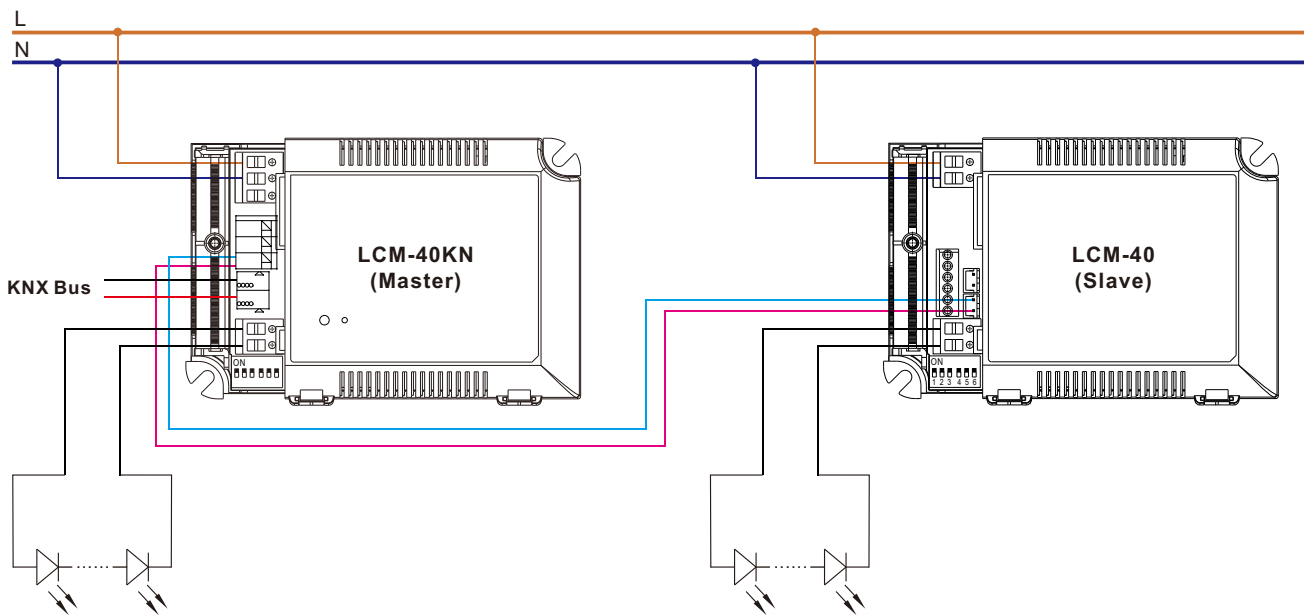 L
N
LCM-40KN
(Master)
KNX Bus
ON
LCM-40
(Slave)
ON
1 2 3 4 5 6